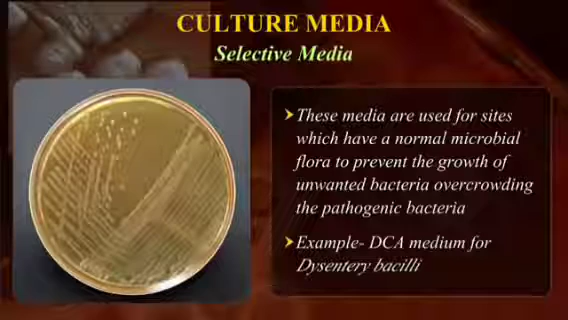 CULTURE MEDIA
Selective Media
These media are used for sites
which have a normal microbial
flora to prevent the growth of
unwanted bacteria overcrowding
the pathogenic bacteria
Example- DCA medium for
Dysentery bacilli